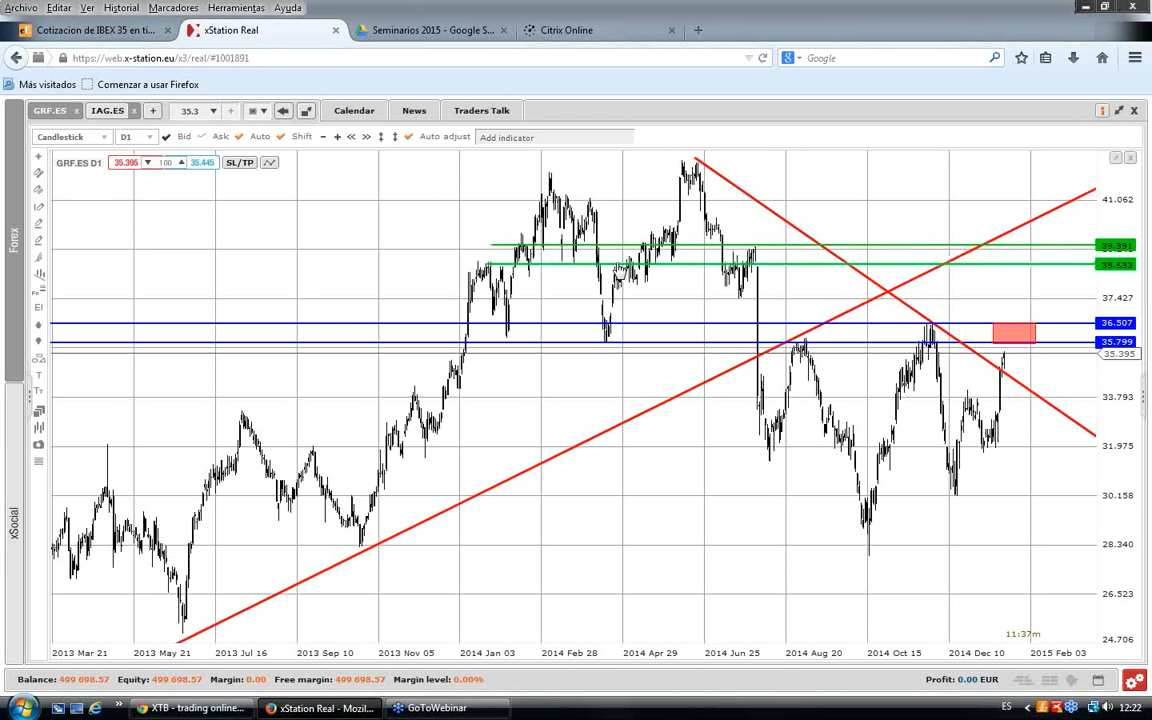 Archivo Editar Ver Historial Marcadores Herramientas Ayuda
Cotizacion de IBEX 35 en ti... xStation Real Seminarios 2015 - Google S... Citrix Online
https://web.x-station.eu/x3/real/#1001891 Google
Más visitados Comenzar a usar Firefox
GRF.ES IAG.ES 35.3 Calendar News Traders Talk
Candlestick D1 Bid Ask Auto Shift Auto adjust Add indicator
GRF.ES D1 35.395 100 35.445 SL/TP
Forex
xSocial
41.062
39.391
37.427
36.507
35.799
35.395
33.793
31.975
30.158
28.340
26.523
24.706
11:37m
2013 Mar 21 2013 May 21 2013 Jul 16 2013 Sep 10 2013 Nov 05 2014 Jan 03 2014 Feb 28 2014 Apr 29 2014 Jun 25 2014 Aug 20 2014 Oct 15 2014 Dec 10 2015 Feb 03
Balance: 499 698.57 Equity: 499 698.57 Margin: 0.00 Free margin: 499 698.57 Margin level: 0.00% Profit: 0.00 EUR
XTB - trading online... xStation Real - Mozil... GoToWebinar ES 12:22